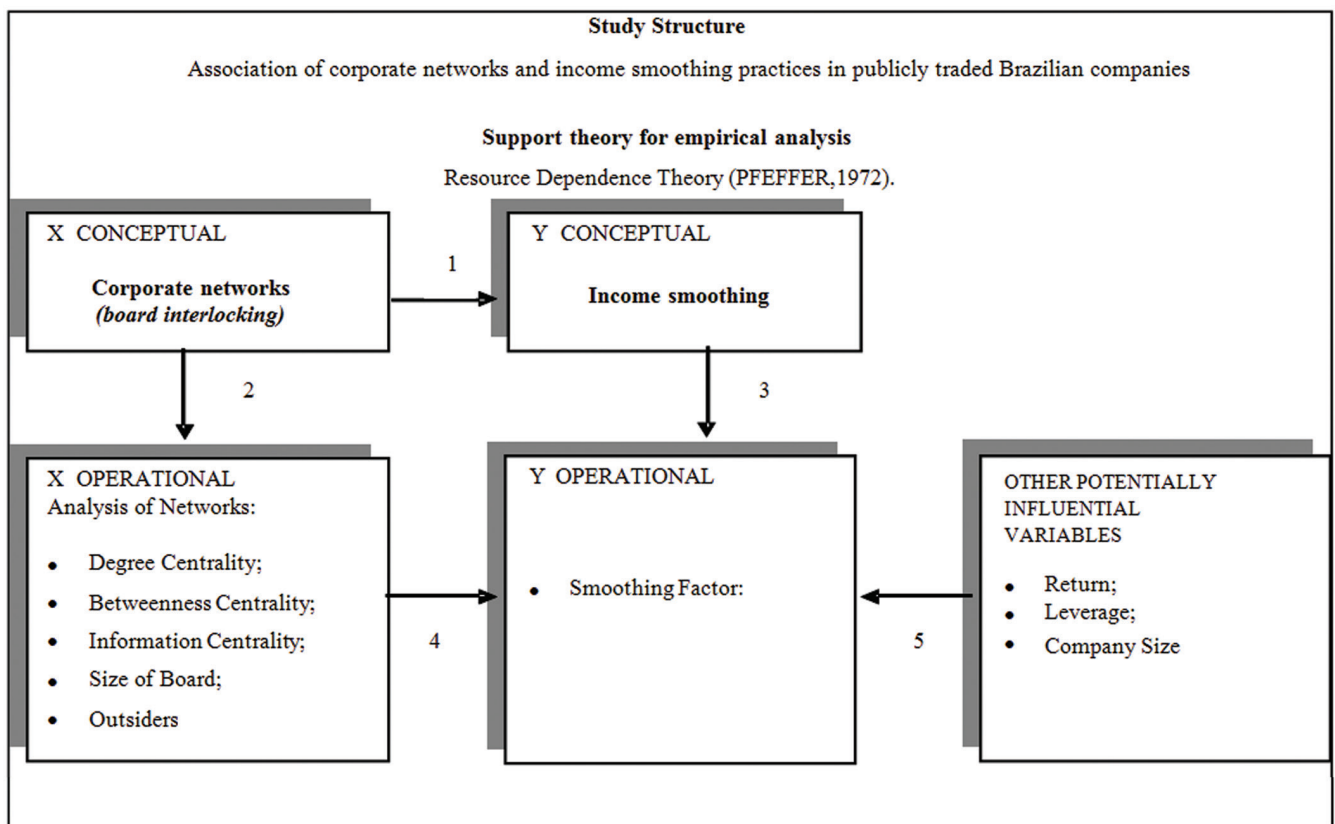 Study Structure
Association of corporate networks and income smoothing practices in publicly traded Brazilian companies
Support theory for empirical analysis
Resource Dependence Theory (PFEFFER,1972).
X CONCEPTUAL
Corporate networks
(board interlocking)
1
Y CONCEPTUAL
Income smoothing
2
3
X OPERATIONAL
Analysis of Networks:
• Degree Centrality;
• Betweenness Centrality;
• Information Centrality;
• Size of Board;
• Outsiders
4
Y OPERATIONAL
• Smoothing Factor:
5
OTHER POTENTIALLY
INFLUENTIAL
VARIABLES
• Return;
• Leverage;
• Company Size